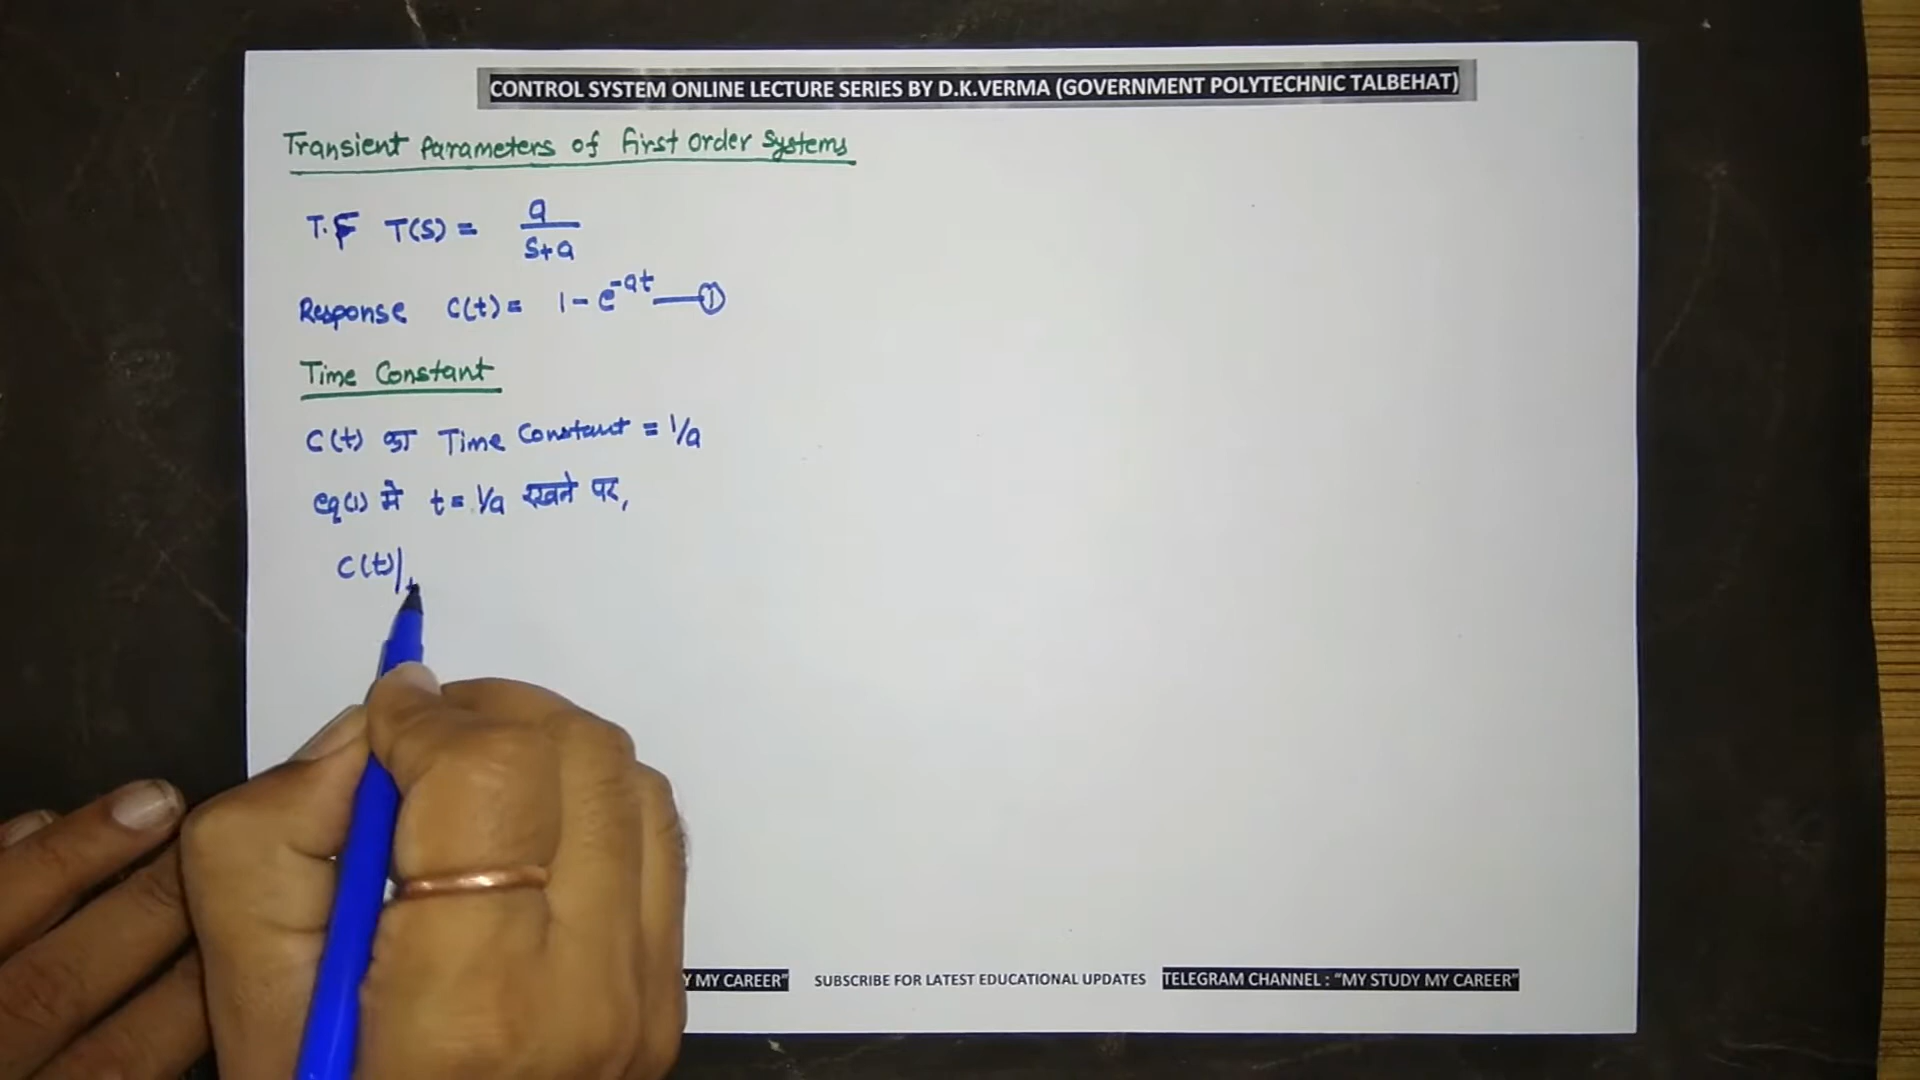 CONTROL SYSTEM ONLINE LECTURE SERIES BY D.K.VERMA (GOVERNMENT POLYTECHNIC TALBEHAT)
Transient Parameters of First Order Systems
T.F T(S) = a/(S+a)
Response C(t) = 1 - e^-at —①
Time Constant
C(t) का Time Constant = 1/a
eq(1) मे t = 1/a रखने पर,
C(t)|
Y MY CAREER" SUBSCRIBE FOR LATEST EDUCATIONAL UPDATES TELEGRAM CHANNEL : "MY STUDY MY CAREER"